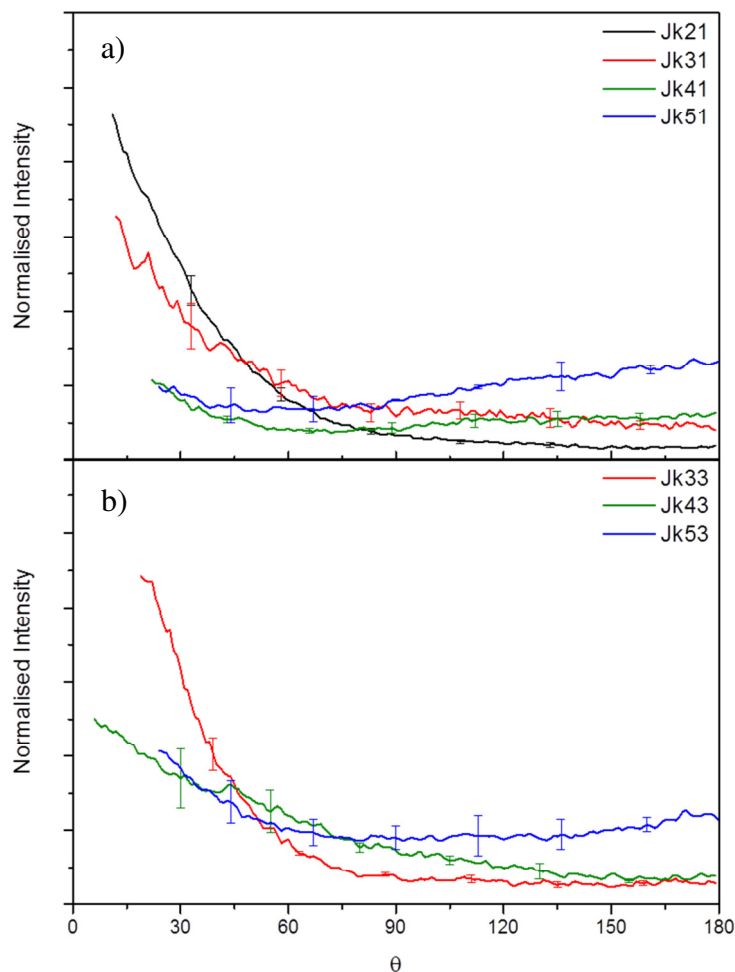 a)
Jk21
Jk31
Jk41
Jk51
Normalised Intensity
b)
Jk33
Jk43
Jk53
Normalised Intensity
0 30 60 90 120 150 180
θ